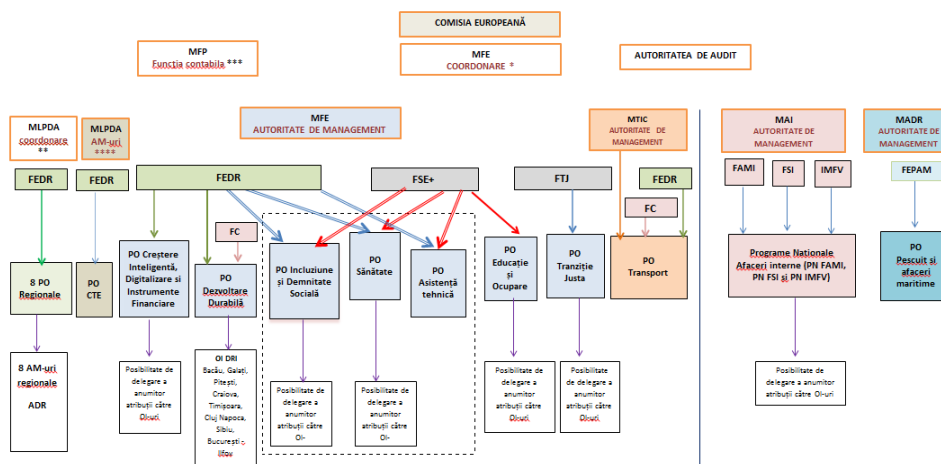 COMISIA EUROPEANĂ
MFP
Funcția contabila ***
MFE
COORDONARE *
AUTORITATEA DE AUDIT
MLPDA
coordonare
**
MLPDA
AM-uri
****
MFE
AUTORITATE DE MANAGEMENT
MTIC
AUTORITATE DE
MANAGEMENT
MAI
AUTORITATE DE
MANAGEMENT
MADR
AUTORITATE DE
MANAGEMENT
FEDR
FEDR
FEDR
FSE+
FTJ
FEDR
FAMI
FSI
IMFV
FEPAM
FC
FC
8 PO
Regionale
PO
CTE
PO Creștere
Inteligentă,
Digitalizare si
Instrumente
Financiare
PO
Dezvoltare
Durabilă
PO Incluziune
și Demnitate
Socială
PO
Sănătate
PO
Asistență
tehnică
PO
Educație
și
Ocupare
PO
Tranziție
Justa
PO
Transport
Programe Nationale
Afaceri interne (PN FAMI,
PN FSI și PN IMFV)
PO
Pescuit și
afaceri
maritime
8 AM-uri
regionale
ADR
Posibilitate de
delegare a
anumitor
atribuții către
OI-uri
OI DRI
Bacău, Galați,
Pitești,
Craiova,
Timișoara,
Cluj Napoca,
Sibiu,
București -
Ilfov
Posibilitate de
delegare a
anumitor
atribuții către
OI-
Posibilitate de
delegare a
anumitor
atribuții către
OI-
Posibilitate de
delegare a
anumitor
atribuții către
OI-uri
Posibilitate de
delegare a anumitor
atribuții către
OI-uri
Posibilitate de
delegare a anumitor
atribuții către OI-uri